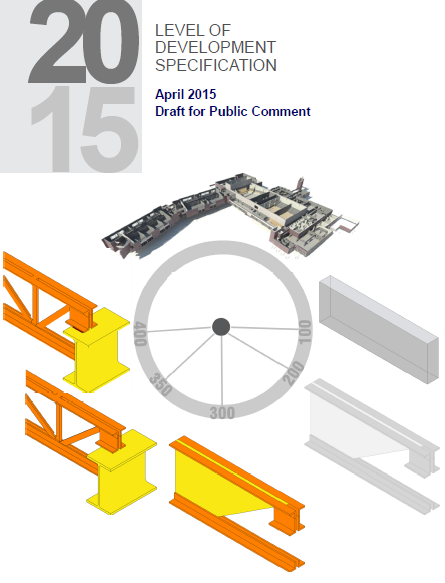 20
15
LEVEL OF
DEVELOPMENT
SPECIFICATION
April 2015
Draft for Public Comment
400
350
300
200
100